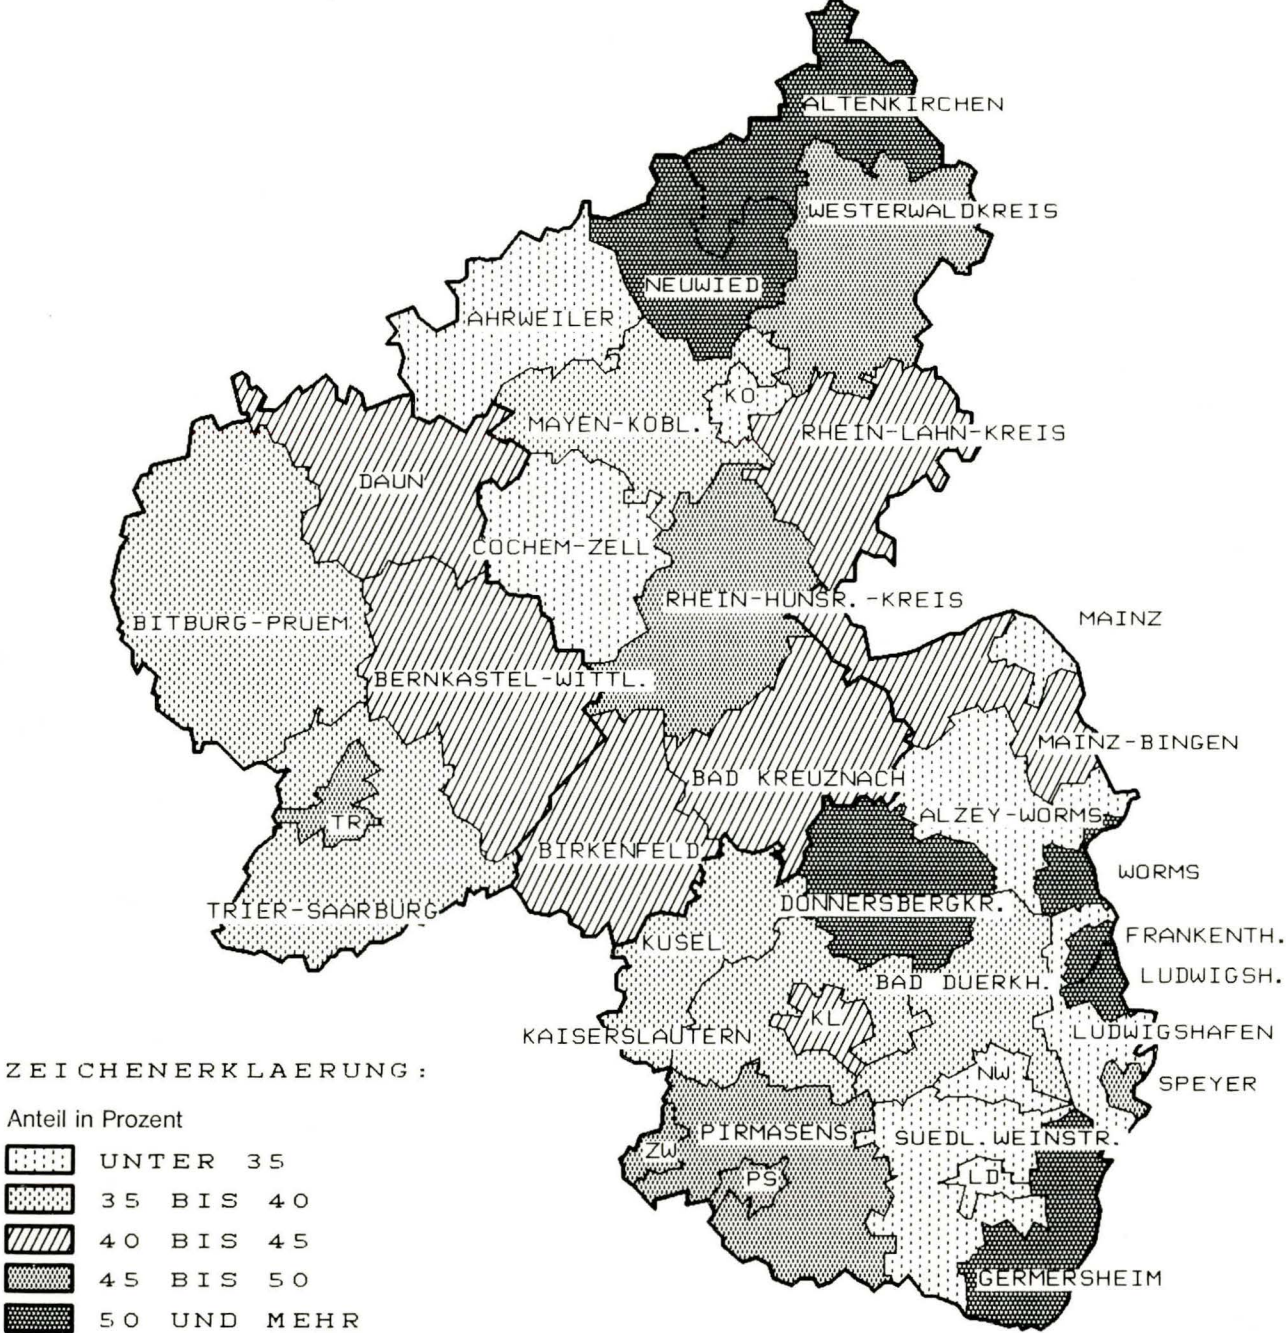 ALTENKIRCHEN
WESTERWALDKREIS
NEUWIED
AHRWEILER
KO
MAYEN-KOBL.
RHEIN-LAHN-KREIS
DAUN
COCHEM-ZELL
RHEIN-HUNSR.-KREIS
MAINZ
BITBURG-PRUEM
BERNKASTEL-WITTL.
MAINZ-BINGEN
BAD KREUZNACH
ALZEY-WORMS
TR
BIRKENFELD
WORMS
DONNERSBERGKR.
TRIER-SAARBURG
FRANKENTH.
KUSEL
LUDWIGSH.
BAD DUERKH.
KL
LUDWIGSHAFEN
KAISERSLAUTERN
NW
SPEYER
PIRMASENS
SUEDL.WEINSTR.
ZW
PS
LD
GERMERSHEIM
ZEICHENERKLAERUNG:
Anteil in Prozent
UNTER 35
35 BIS 40
40 BIS 45
45 BIS 50
50 UND MEHR